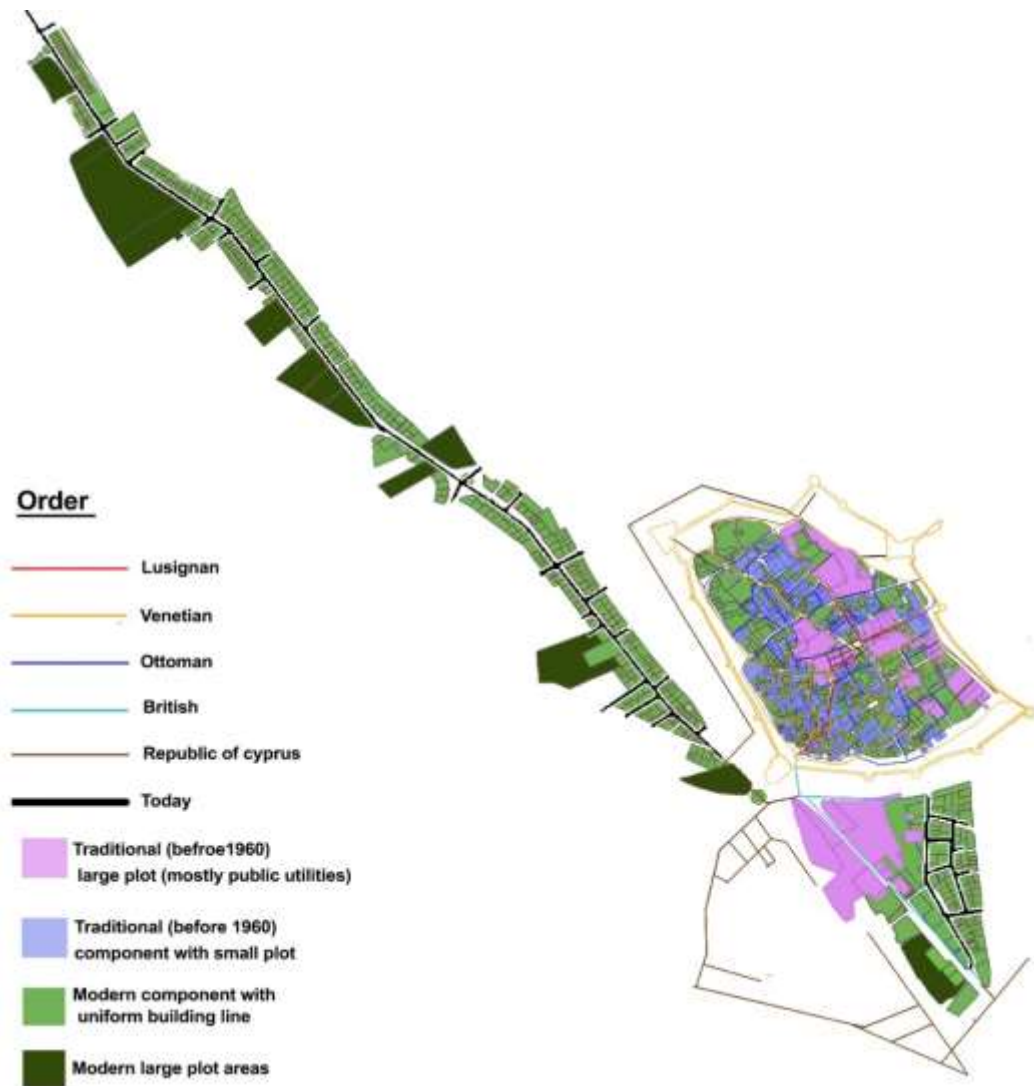 Order
Lusignan
Venetian
Ottoman
British
Republic of cyprus
Today
Traditional (befroe1960)
large plot (mostly public utilities)
Traditional (before 1960)
component with small plot
Modern component with
uniform building line
Modern large plot areas